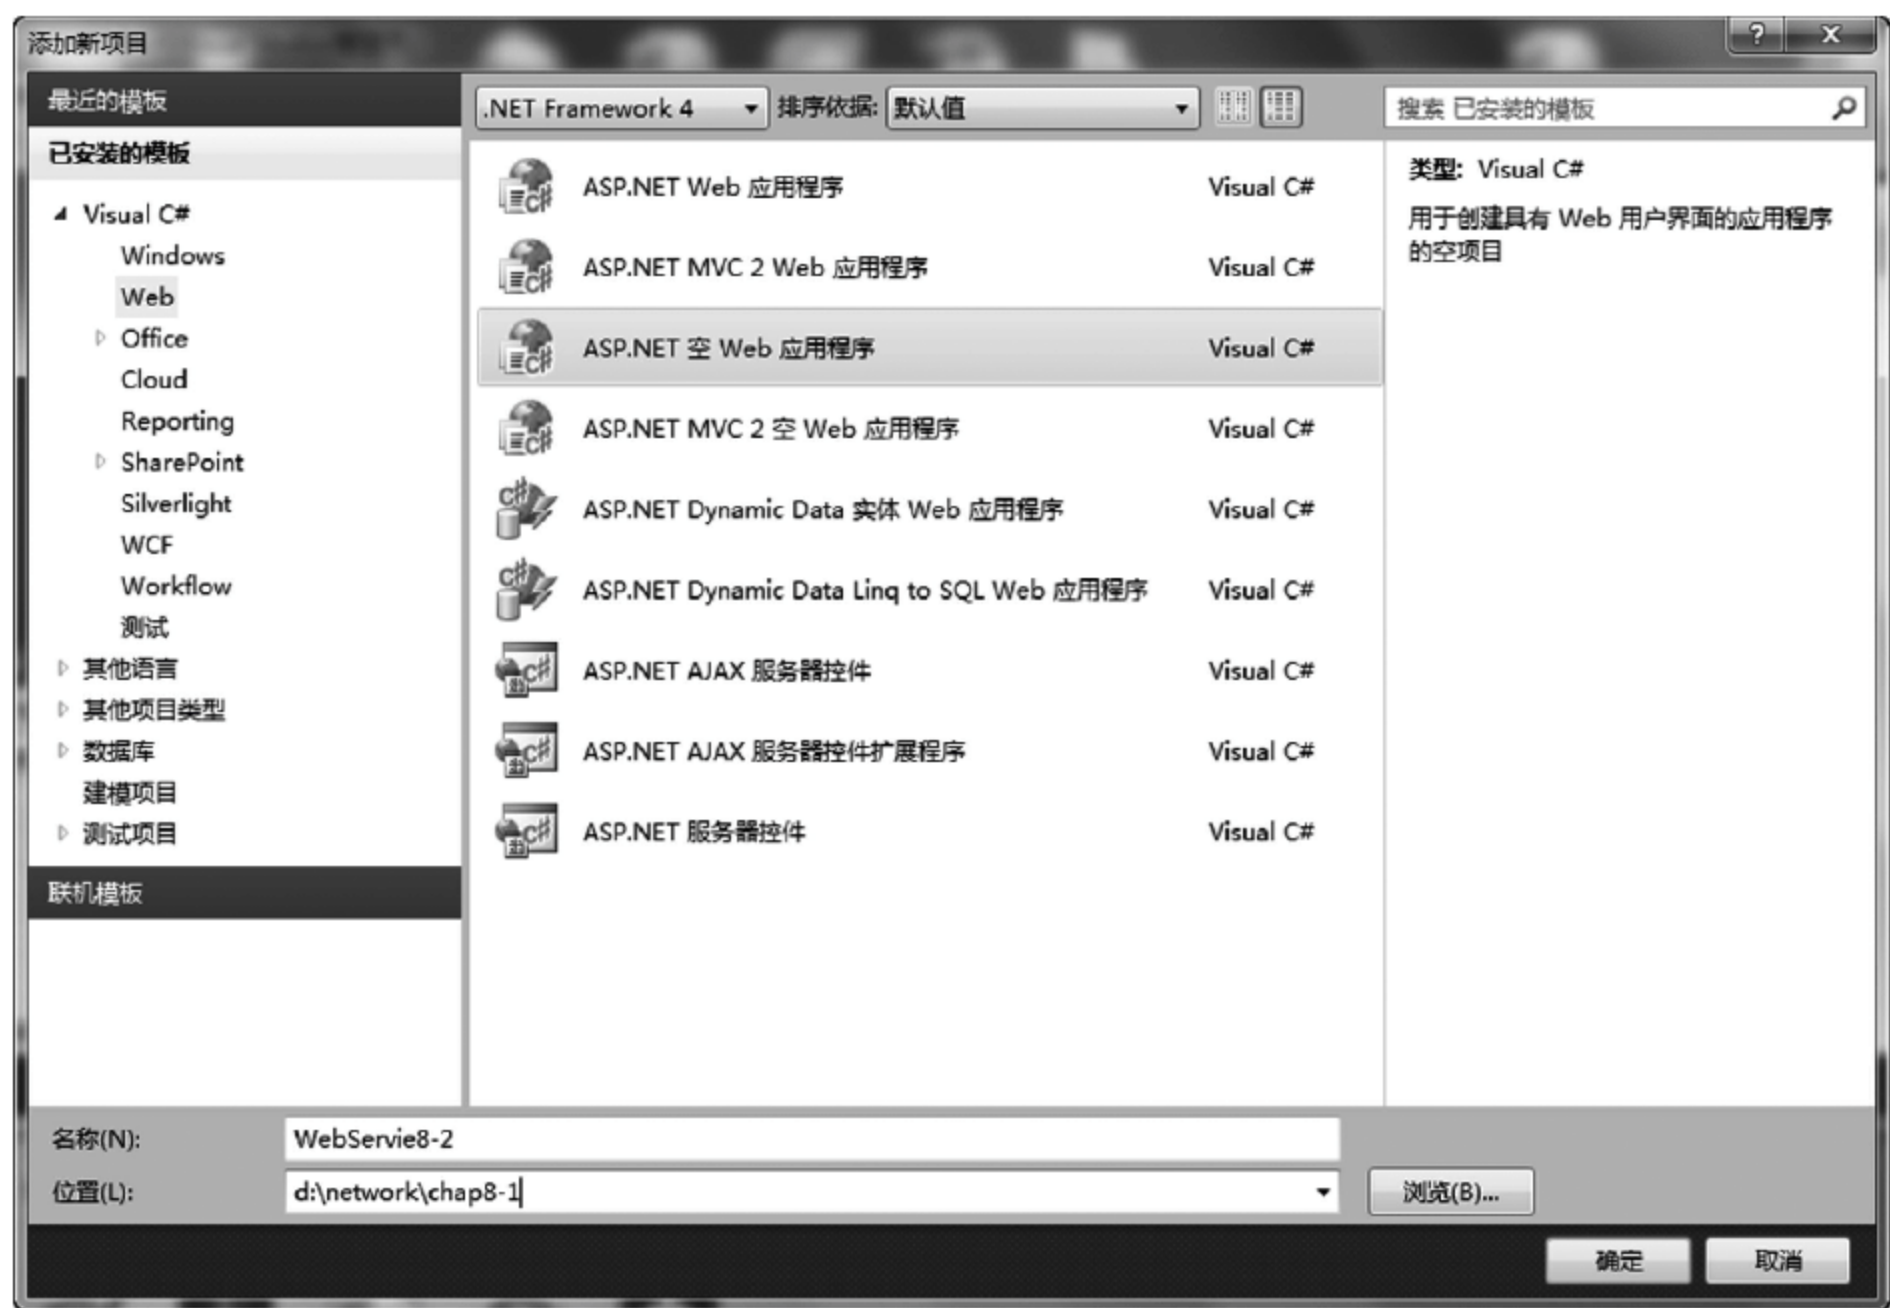 添加新项目
? X
最近的模板
已安装的模板
Visual C#
Windows
Web
Office
Cloud
Reporting
SharePoint
Silverlight
WCF
Workflow
测试
其他语言
其他项目类型
数据库
建模项目
测试项目
联机模板
.NET Framework 4 排序依据: 默认值
搜索 已安装的模板
ASP.NET Web 应用程序 Visual C#
ASP.NET MVC 2 Web 应用程序 Visual C#
ASP.NET 空 Web 应用程序 Visual C#
ASP.NET MVC 2 空 Web 应用程序 Visual C#
ASP.NET Dynamic Data 实体 Web 应用程序 Visual C#
ASP.NET Dynamic Data Linq to SQL Web 应用程序 Visual C#
ASP.NET AJAX 服务器控件 Visual C#
ASP.NET AJAX 服务器控件扩展程序 Visual C#
ASP.NET 服务器控件 Visual C#
类型: Visual C#
用于创建具有 Web 用户界面的应用程序
的空项目
名称(N): WebServie8-2
位置(L): d:\network\chap8-1 浏览(B)...
确定 取消